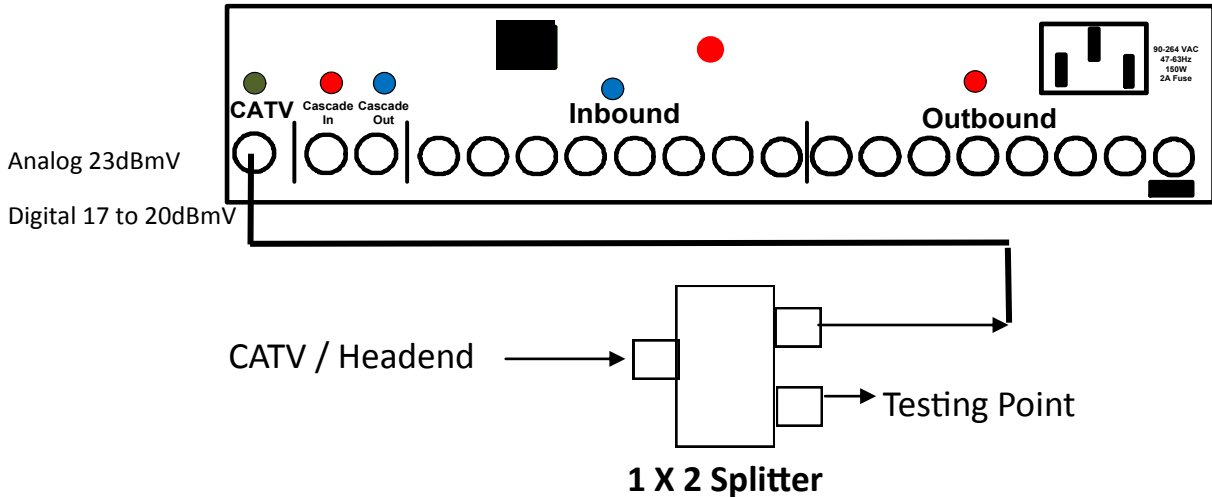 90-264 VAC
47-63Hz
150W
2A Fuse
CATV
Cascade
In
Cascade
Out
Inbound
Outbound
Analog 23dBmV
Digital 17 to 20dBmV
CATV / Headend
Testing Point
1 X 2 Splitter